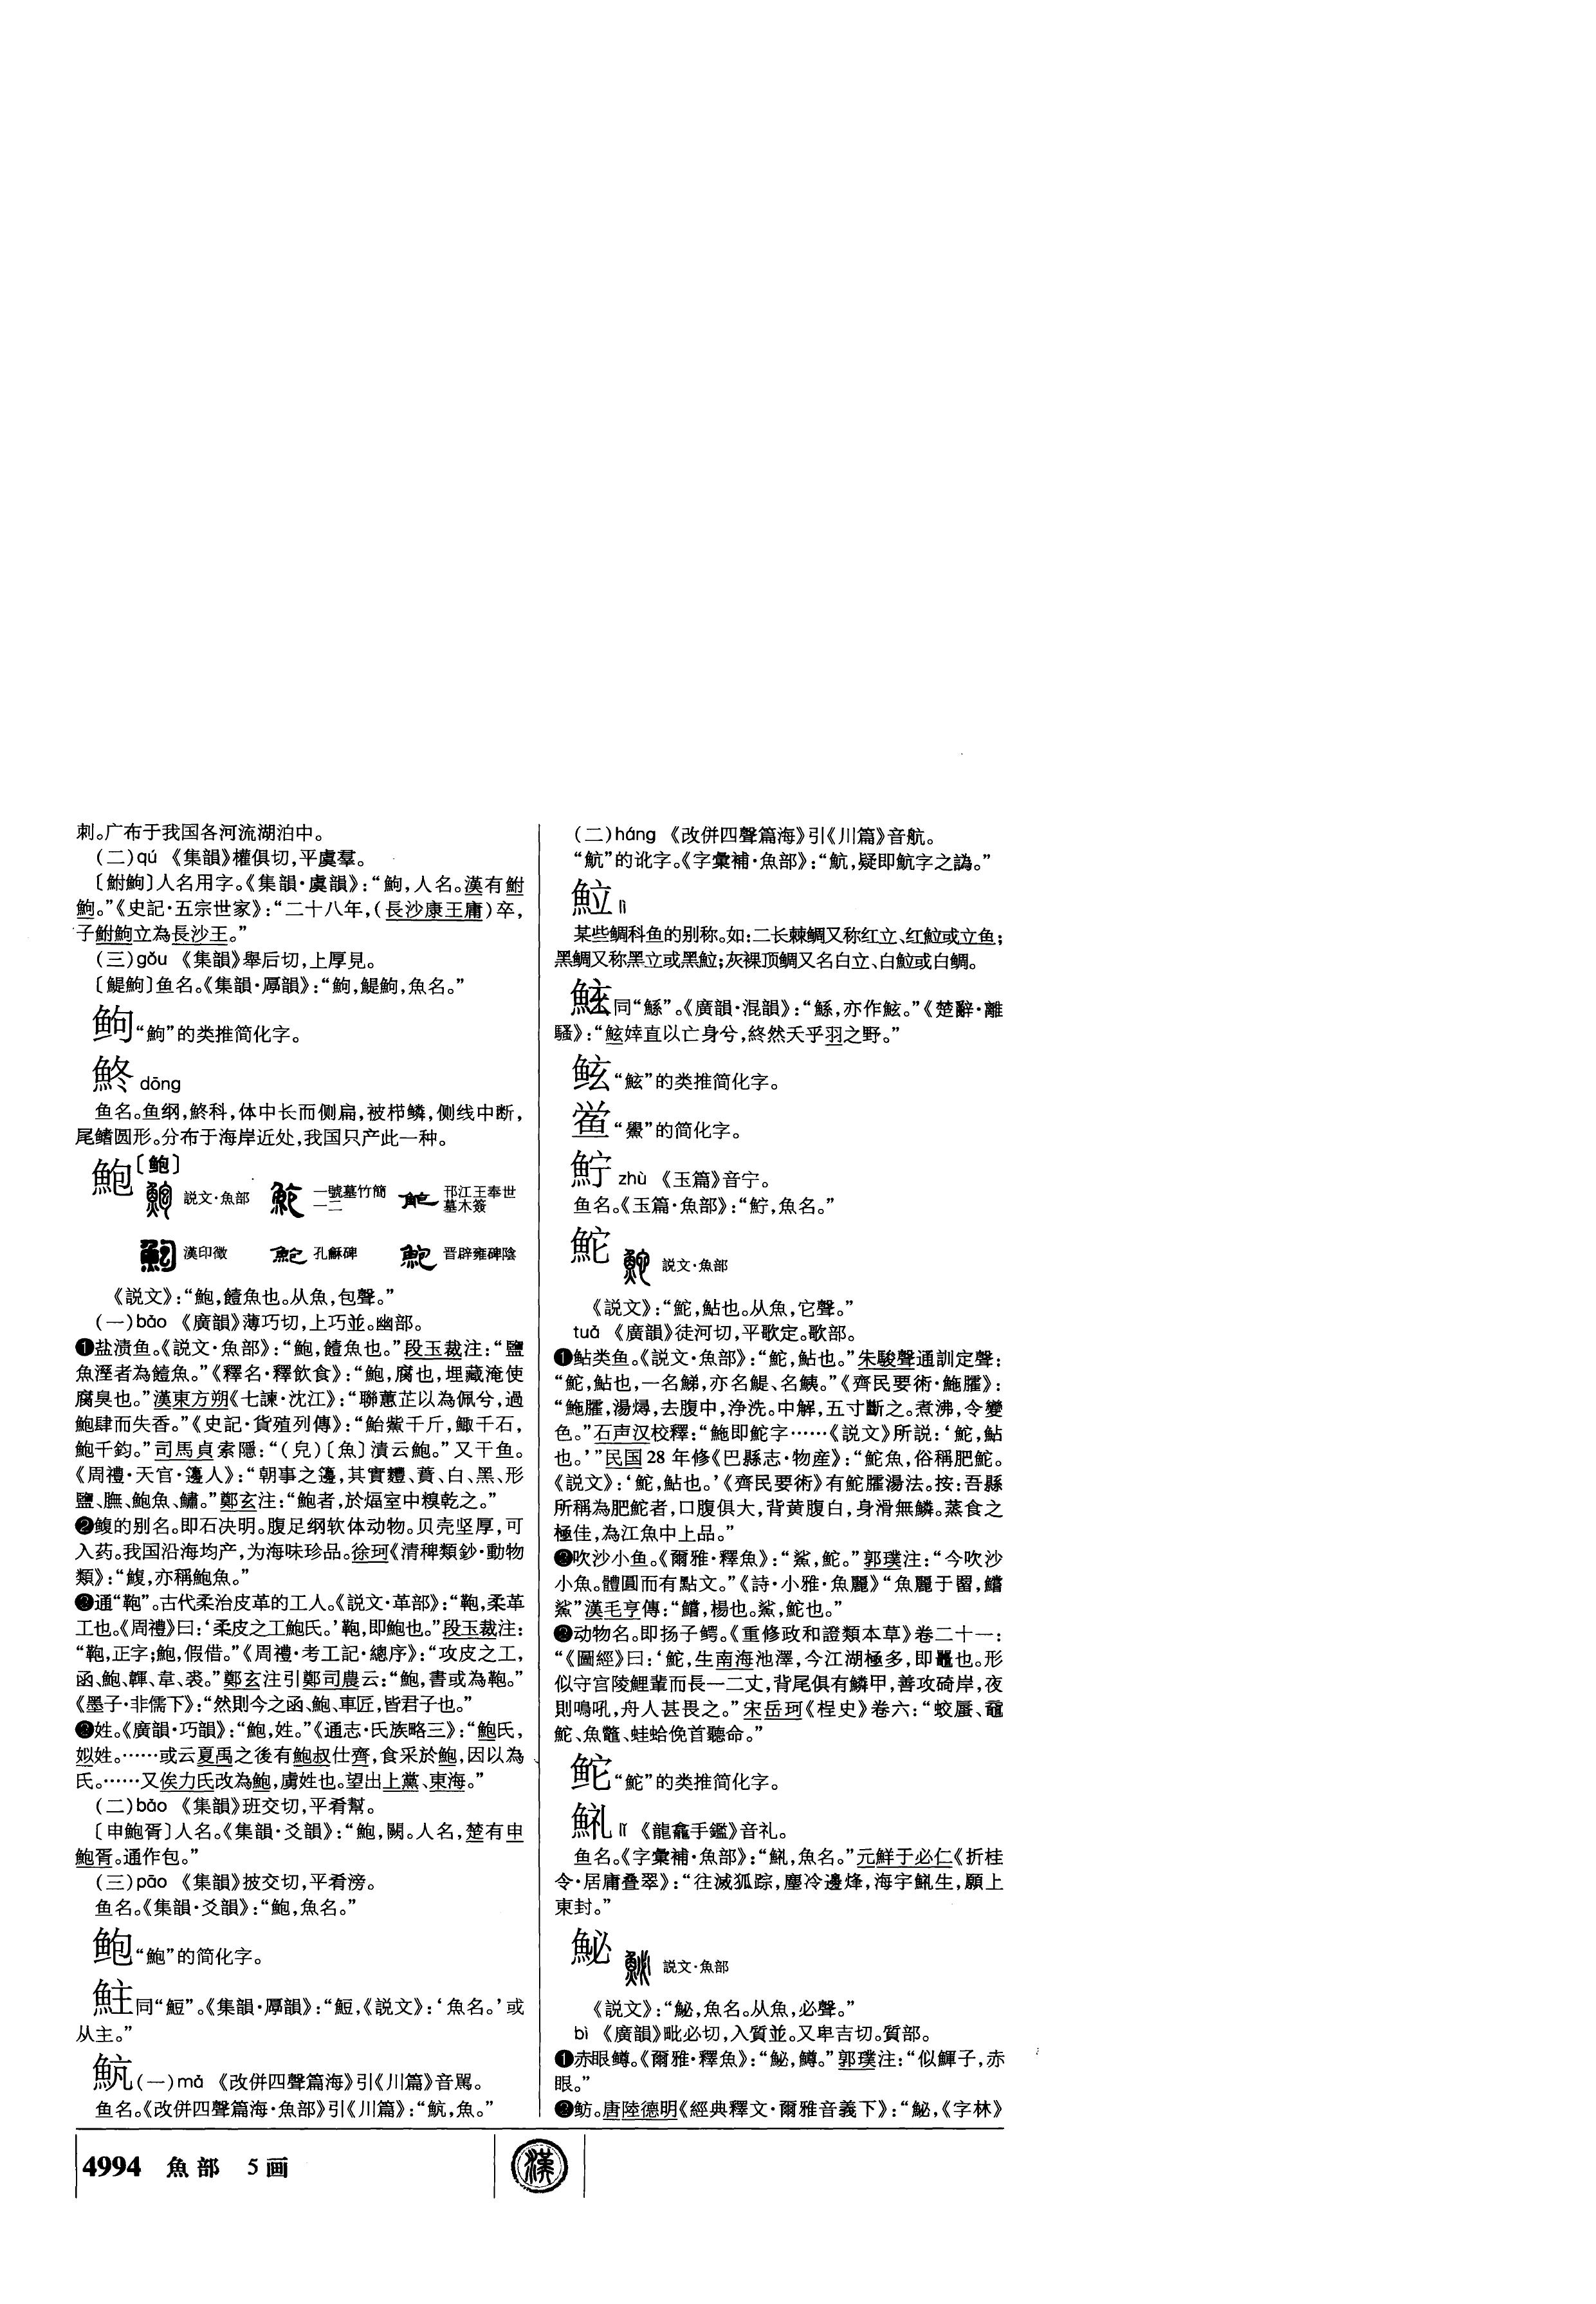 刺。广布于我国各河流湖泊中。
(二)qú 《集韻》權俱切,平虞羣。
〔鮒鮈〕人名用字。《集韻·虞韻》:“鮈,人名。漢有鮒
鮈。”《史記·五宗世家》:“二十八年,(長沙康王庸)卒,
子鮒鮈立為長沙王。”
(三)gǒu 《集韻》舉后切,上厚見。
〔鯷鮈〕鱼名。《集韻·厚韻》:“鮈,鯷鮈,魚名。”
𬶋“鮈”的类推简化字。
鮗 dōng
鱼名。鱼纲,鮗科,体中长而侧扁,被栉鳞,侧线中断,
尾鳍圆形。分布于海岸近处,我国只产此一种。
鮑〔鲍〕
説文·魚部 一號墓竹簡一二 邗江王奉世墓木簽
漢印徵 孔龢碑 晋辟雍碑陰
《説文》:“鮑,饐魚也。从魚,包聲。”
(一)bǎo 《廣韻》薄巧切,上巧並。幽部。
❶盐渍鱼。《説文·魚部》:“鮑,饐魚也。”段玉裁注:“鹽
魚溼者為饐魚。”《釋名·釋飲食》:“鮑,腐也,埋藏淹使
腐臭也。”漢東方朔《七諫·沈江》:“聯蕙芷以為佩兮,過
鮑肆而失香。”《史記·貨殖列傳》:“鮐鮆千斤,鯫千石,
鮑千鈞。”司馬貞索隱:“(皃)〔魚〕漬云鮑。”又干鱼。
《周禮·天官·籩人》:“朝事之籩,其實麷、蕡、白、黑、形
鹽、膴、鮑魚、鱐。”鄭玄注:“鮑者,於煏室中糗乾之。”
❷鳆的别名。即石决明。腹足纲软体动物。贝壳坚厚,可
入药。我国沿海均产,为海味珍品。徐珂《清稗類鈔·動物
類》:“鰒,亦稱鮑魚。”
❸通“鞄”。古代柔治皮革的工人。《説文·革部》:“鞄,柔革
工也。《周禮》曰:‘柔皮之工鮑氏。’鞄,即鮑也。”段玉裁注:
“鞄,正字;鮑,假借。”《周禮·考工記·總序》:“攻皮之工,
函、鮑、韗、韋、裘。”鄭玄注引鄭司農云:“鮑,書或為鞄。”
《墨子·非儒下》:“然則今之函、鮑、車匠,皆君子也。”
❹姓。《廣韻·巧韻》:“鮑,姓。”《通志·氏族略三》:“鮑氏,
姒姓。……或云夏禹之後有鮑叔仕齊,食采於鮑,因以為
氏。……又俟力氏改為鮑,虜姓也。望出上黨、東海。”
(二)bāo 《集韻》班交切,平肴幫。
〔申鮑胥〕人名。《集韻·爻韻》:“鮑,闕。人名,楚有申
鮑胥。通作包。”
(三)pāo 《集韻》披交切,平肴滂。
鱼名。《集韻·爻韻》:“鮑,魚名。”
鲍“鮑”的简化字。
鮏同“䱏”。《集韻·厚韻》:“《説文》:‘魚名。’或
从主。”
(一)mǎ 《改併四聲篇海》引《川篇》音駡。
鱼名。《改併四聲篇海·魚部》引《川篇》:“魚。”
(二)háng 《改併四聲篇海》引《川篇》音航。
“魧”的讹字。《字彙補·魚部》:“疑即魧字之譌。”
鉝 lì
某些鲷科鱼的别称。如:二长棘鲷又称红立、红䲞或立鱼;
黑鲷又称黑立或黑䲞;灰裸顶鲷又名白立、白䲞或白鲷。
鮌同“鯀”。《廣韻·混韻》:“鯀,亦作鮌。”《楚辭·離
騷》:“鮌婞直以亡身兮,終然夭乎羽之野。”
“鮌”的类推简化字。
鲎“鱟”的简化字。
zhù 《玉篇》音宁。
鱼名。《玉篇·魚部》:“魚名。”
鮀 説文·魚部
《説文》:“鮀,鮎也。从魚,它聲。”
tuó 《廣韻》徒河切,平歌定。歌部。
❶鲇类鱼。《説文·魚部》:“鮀,鮎也。”朱駿聲通訓定聲:
“鮀,鮎也,一名鮷,亦名鯷、名鮧。”《齊民要術·䱇臛》:
“䱇臛,湯燖,去腹中,净洗。中解,五寸斷之。煮沸,令變
色。”石声汉校釋:“䱇即鮀字……《説文》所説:‘鮀,鮎
也。’”民国28年修《巴縣志·物産》:“鮀魚,俗稱肥鮀。
《説文》:‘鮀,鮎也。’《齊民要術》有鮀臛湯法。按:吾縣
所稱為肥鮀者,口腹俱大,背黄腹白,身滑無鱗。蒸食之
極佳,為江魚中上品。”
❷吹沙小鱼。《爾雅·釋魚》:“鯊,鮀。”郭璞注:“今吹沙
小魚。體圓而有點文。”《詩·小雅·魚麗》“魚麗于罶,鱨
鯊”漢毛亨傳:“鱨,楊也。鯊,鮀也。”
❸动物名。即扬子鳄。《重修政和證類本草》卷二十一:
“《圖經》曰:‘鮀,生南海池澤,今江湖極多,即鼉也。形
似守宫陵鯉輩而長一二丈,背尾俱有鱗甲,善攻碕岸,夜
則鳴吼,舟人甚畏之。”宋岳珂《桯史》卷六:“蛟蜃、黿
鮀、魚鼈、蛙蛤俛首聽命。”
𬶍“鮀”的类推简化字。
lǐ 《龍龕手鑑》音礼。
鱼名。《字彙補·魚部》:“魚名。”元鮮于必仁《折桂
令·居庸叠翠》:“往滅狐踪,塵冷邊烽,海宇生,願上
東封。”
鮅 説文·魚部
《説文》:“鮅,魚名。从魚,必聲。”
bì 《廣韻》毗必切,入質並。又卑吉切。質部。
❶赤眼鳟。《爾雅·釋魚》:“鮅,鱒。”郭璞注:“似鯶子,赤
眼。”
❷鲂。唐陸德明《經典釋文·爾雅音義下》:“鮅,《字林》
4994 魚部 5画
漢